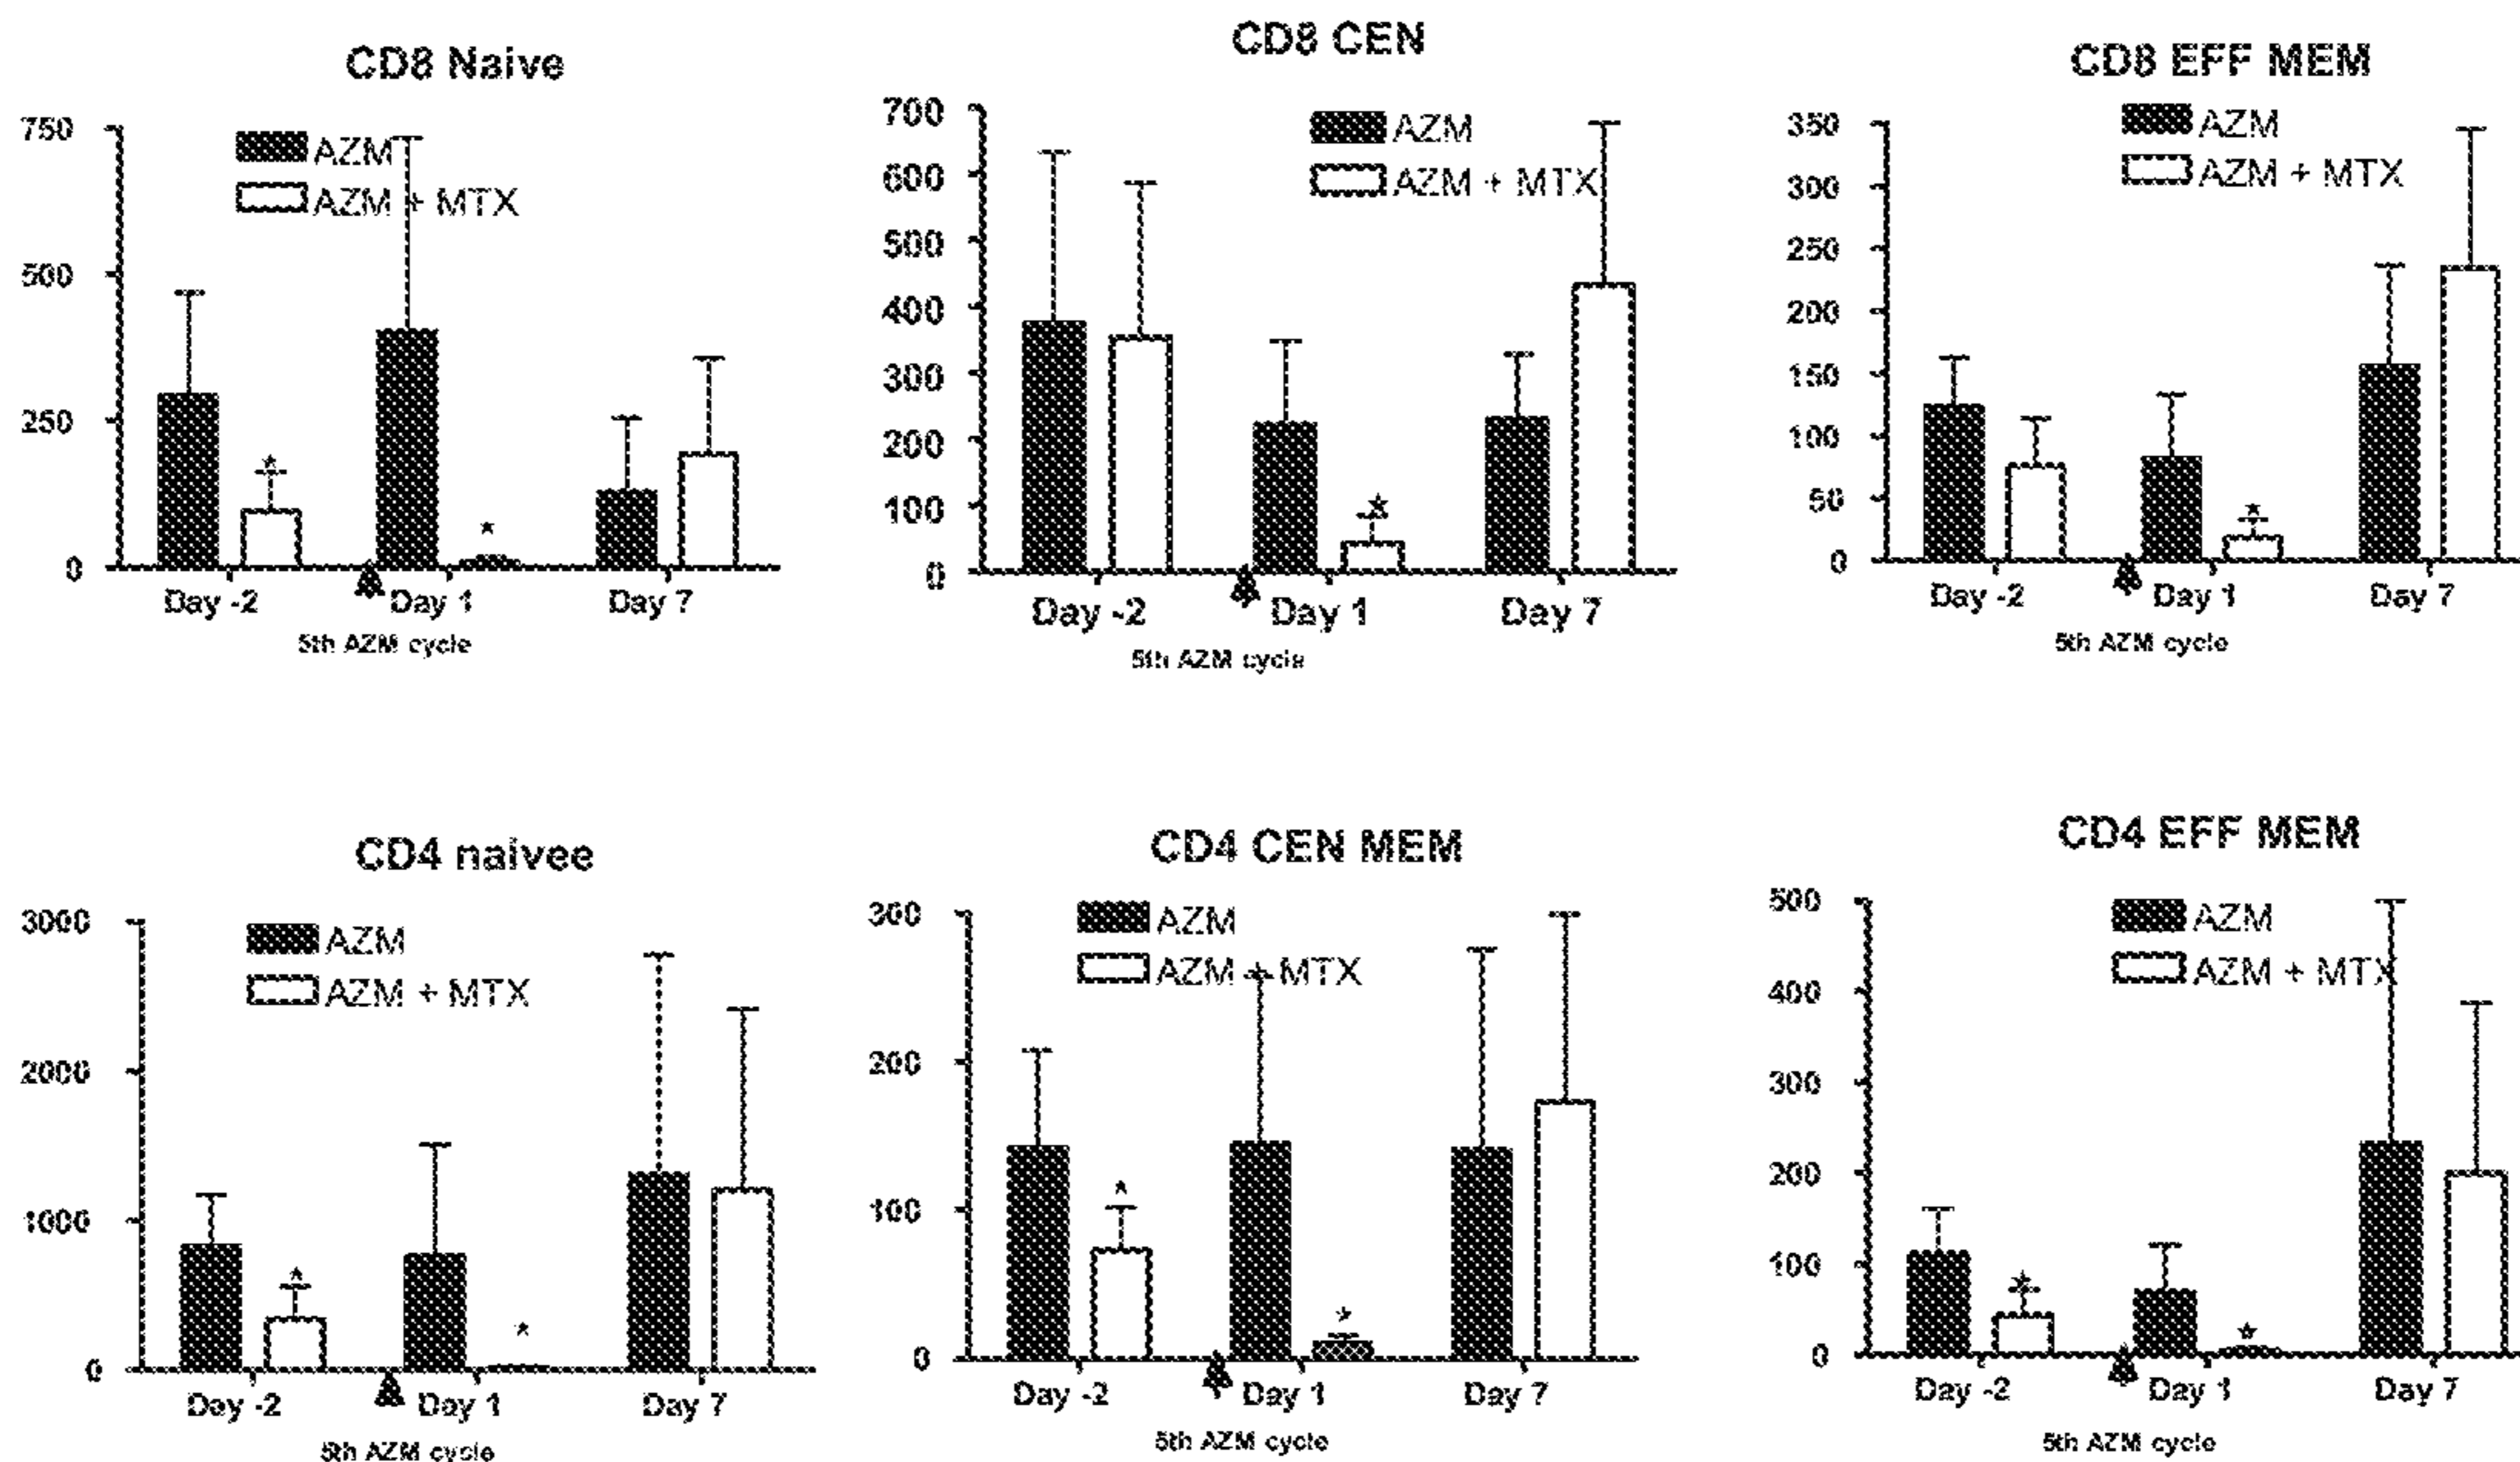 CD8 Naive
750
500
250
0
AZM
AZM + MTX
*
*
Day -2
Day 1
Day 7
5th AZM cycle
CD8 CEN
700
600
500
400
300
200
100
0
AZM
AZM + MTX
*
Day -2
Day 1
Day 7
5th AZM cycle
CD8 EFF MEM
350
300
250
200
150
100
50
0
AZM
AZM + MTX
*
Day -2
Day 1
Day 7
5th AZM cycle
CD4 naivee
3000
2000
1000
0
AZM
AZM + MTX
*
*
Day -2
Day 1
Day 7
5th AZM cycle
CD4 CEN MEM
300
200
100
0
AZM
AZM + MTX
*
*
Day -2
Day 1
Day 7
5th AZM cycle
CD4 EFF MEM
500
400
300
200
100
0
AZM
AZM + MTX
*
*
Day -2
Day 1
Day 7
5th AZM cycle